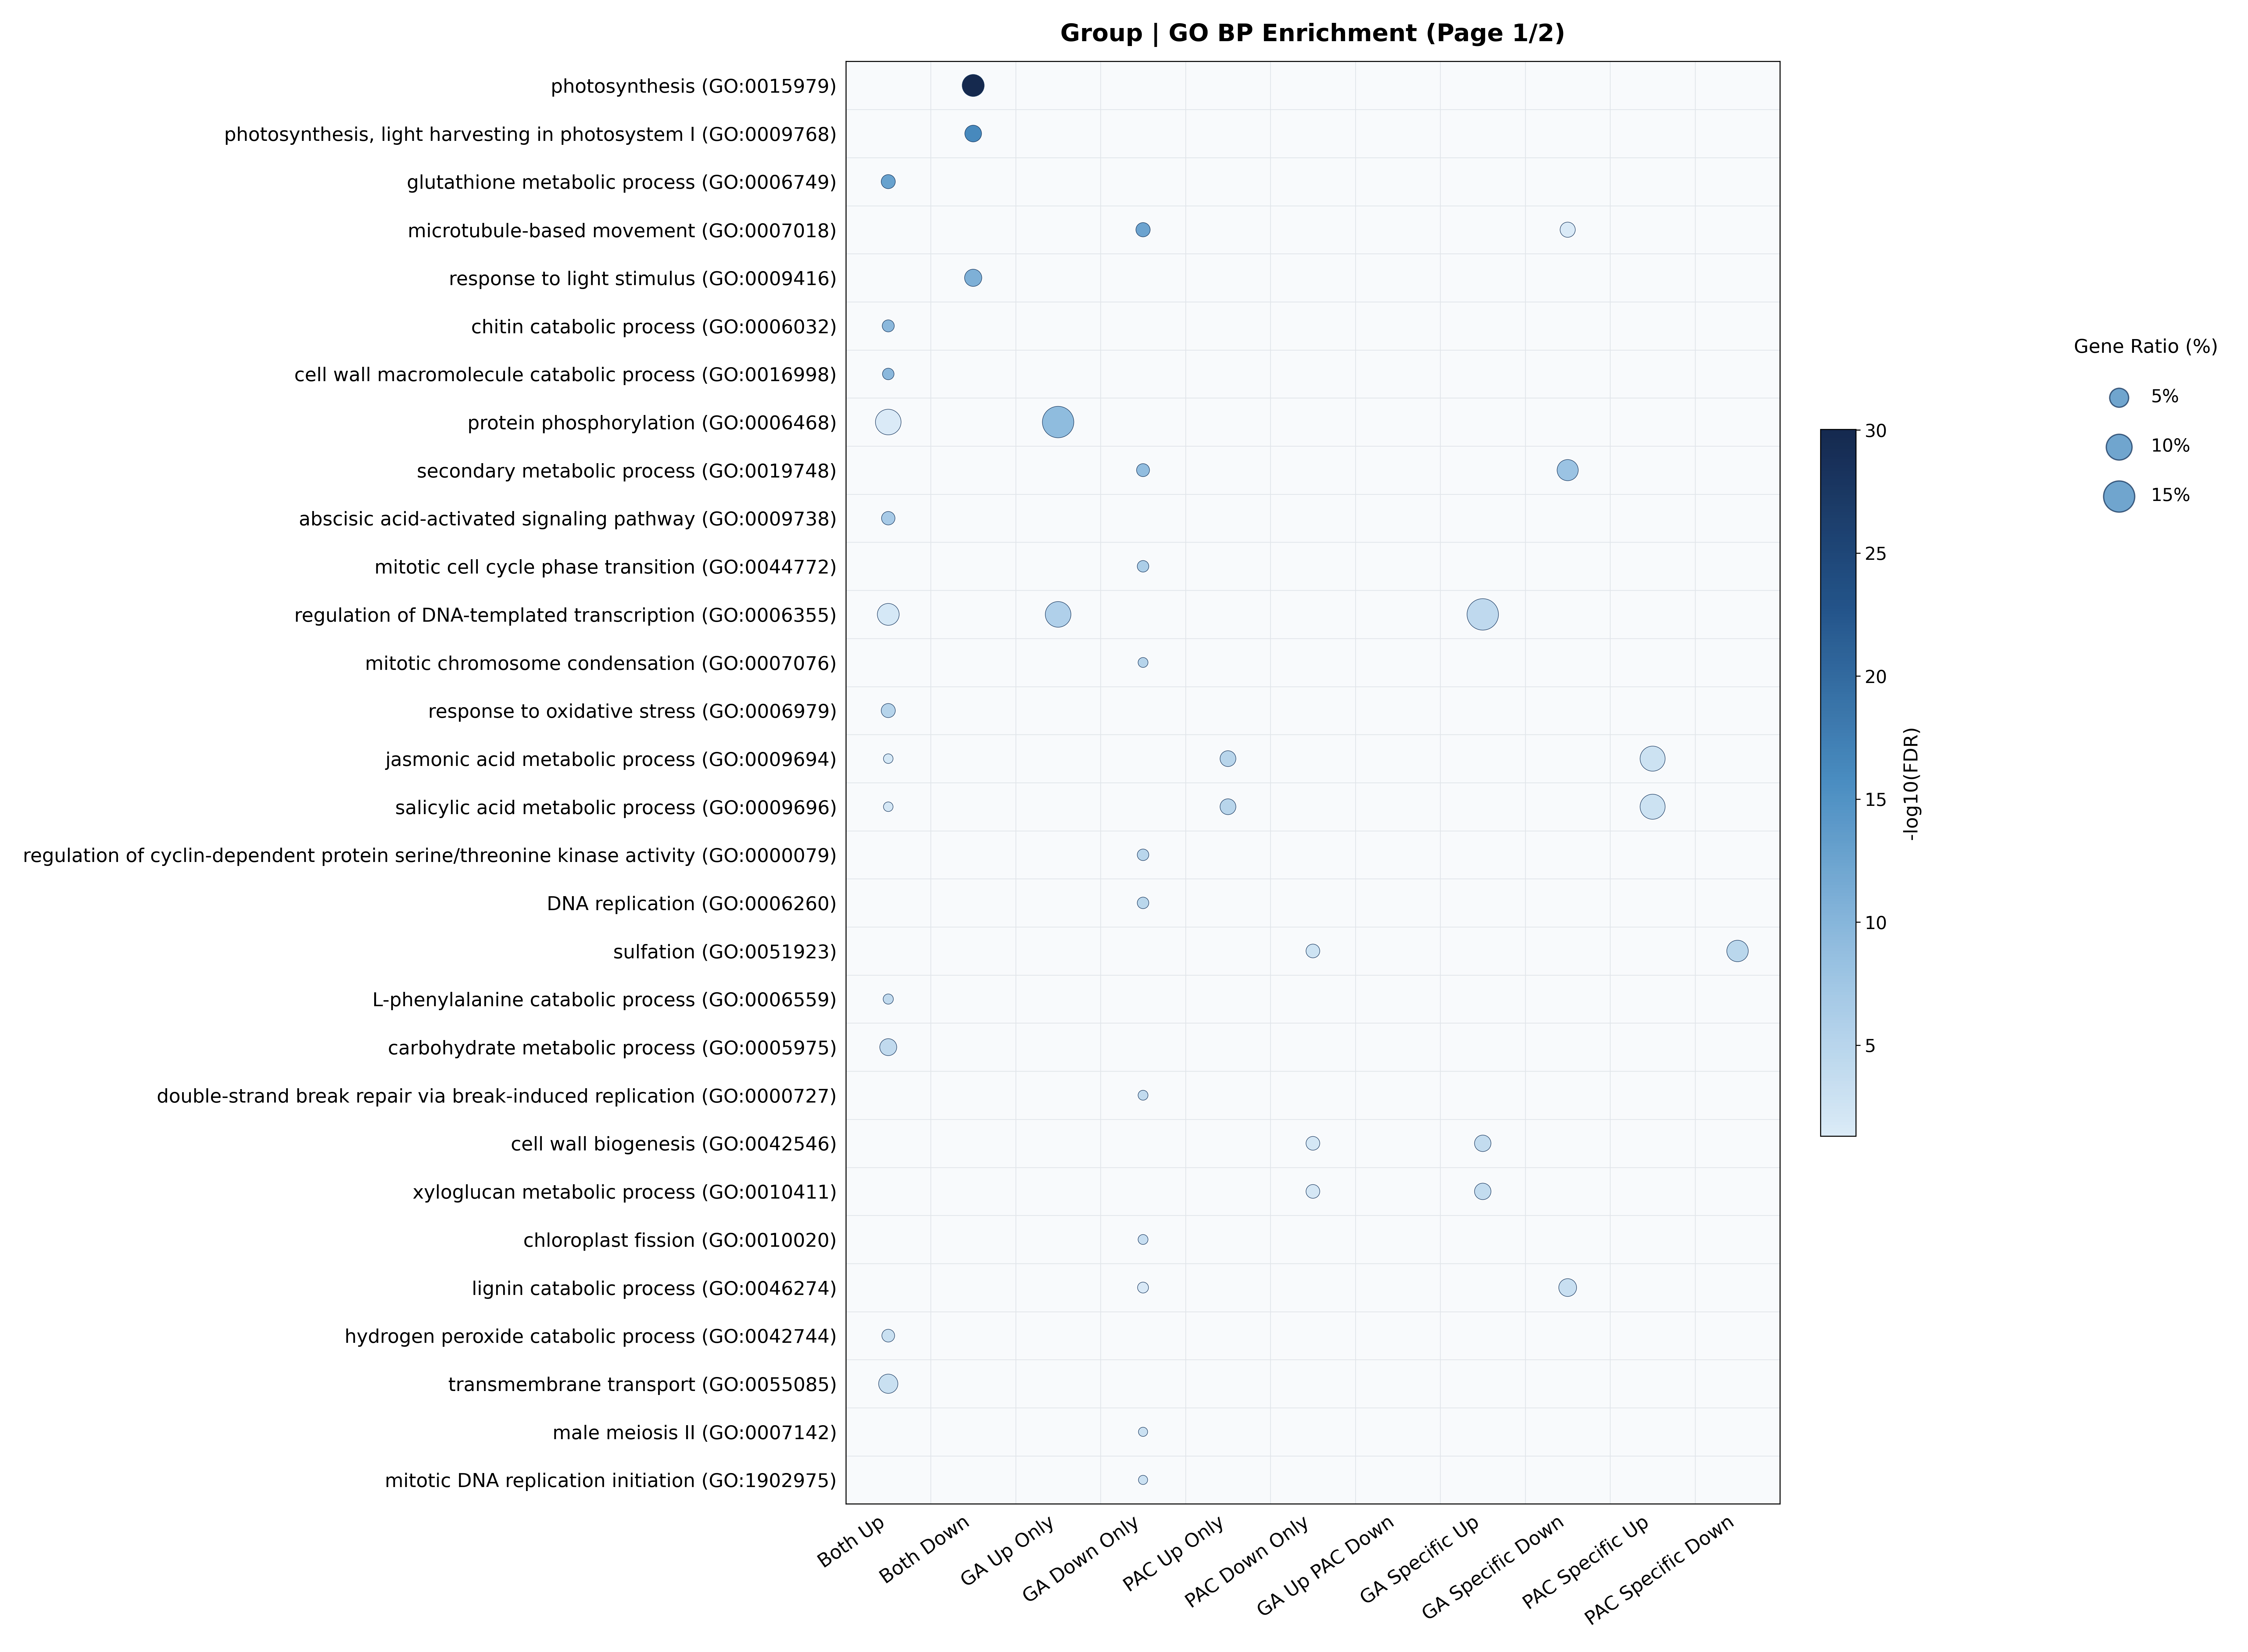 Group | GO BP Enrichment (Page 1/2)
photosynthesis (GO:0015979)
photosynthesis, light harvesting in photosystem I (GO:0009768)
glutathione metabolic process (GO:0006749)
microtubule-based movement (GO:0007018)
response to light stimulus (GO:0009416)
chitin catabolic process (GO:0006032)
cell wall macromolecule catabolic process (GO:0016998)
protein phosphorylation (GO:0006468)
secondary metabolic process (GO:0019748)
abscisic acid-activated signaling pathway (GO:0009738)
mitotic cell cycle phase transition (GO:0044772)
regulation of DNA-templated transcription (GO:0006355)
mitotic chromosome condensation (GO:0007076)
response to oxidative stress (GO:0006979)
jasmonic acid metabolic process (GO:0009694)
salicylic acid metabolic process (GO:0009696)
regulation of cyclin-dependent protein serine/threonine kinase activity (GO:0000079)
DNA replication (GO:0006260)
sulfation (GO:0051923)
L-phenylalanine catabolic process (GO:0006559)
carbohydrate metabolic process (GO:0005975)
double-strand break repair via break-induced replication (GO:0000727)
cell wall biogenesis (GO:0042546)
xyloglucan metabolic process (GO:0010411)
chloroplast fission (GO:0010020)
lignin catabolic process (GO:0046274)
hydrogen peroxide catabolic process (GO:0042744)
transmembrane transport (GO:0055085)
male meiosis II (GO:0007142)
mitotic DNA replication initiation (GO:1902975)
Both Up
Both Down
GA Up Only
GA Down Only
PAC Up Only
PAC Down Only
GA Up PAC Down
GA Specific Up
GA Specific Down
PAC Specific Up
PAC Specific Down
30
25
20
15
10
5
-log10(FDR)
Gene Ratio (%)
5%
10%
15%